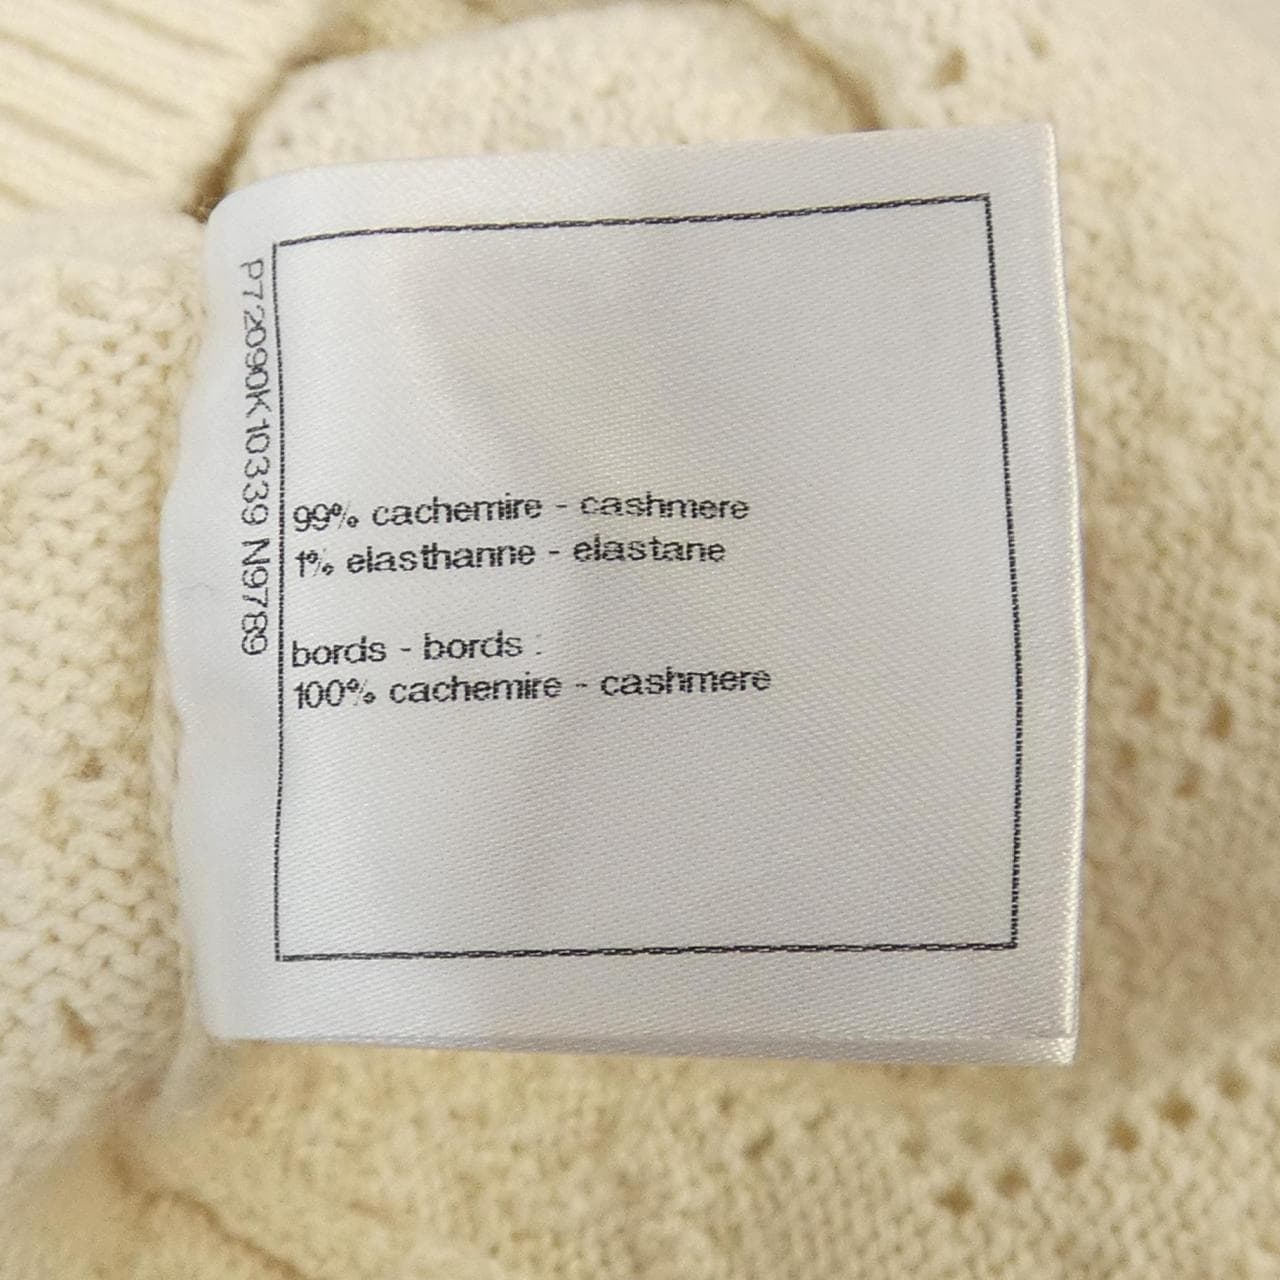 P72090K10339 N9789
99% cachemire - cashmere
1% elasthanne - elastane
bords - bords :
100% cachemire - cashmere